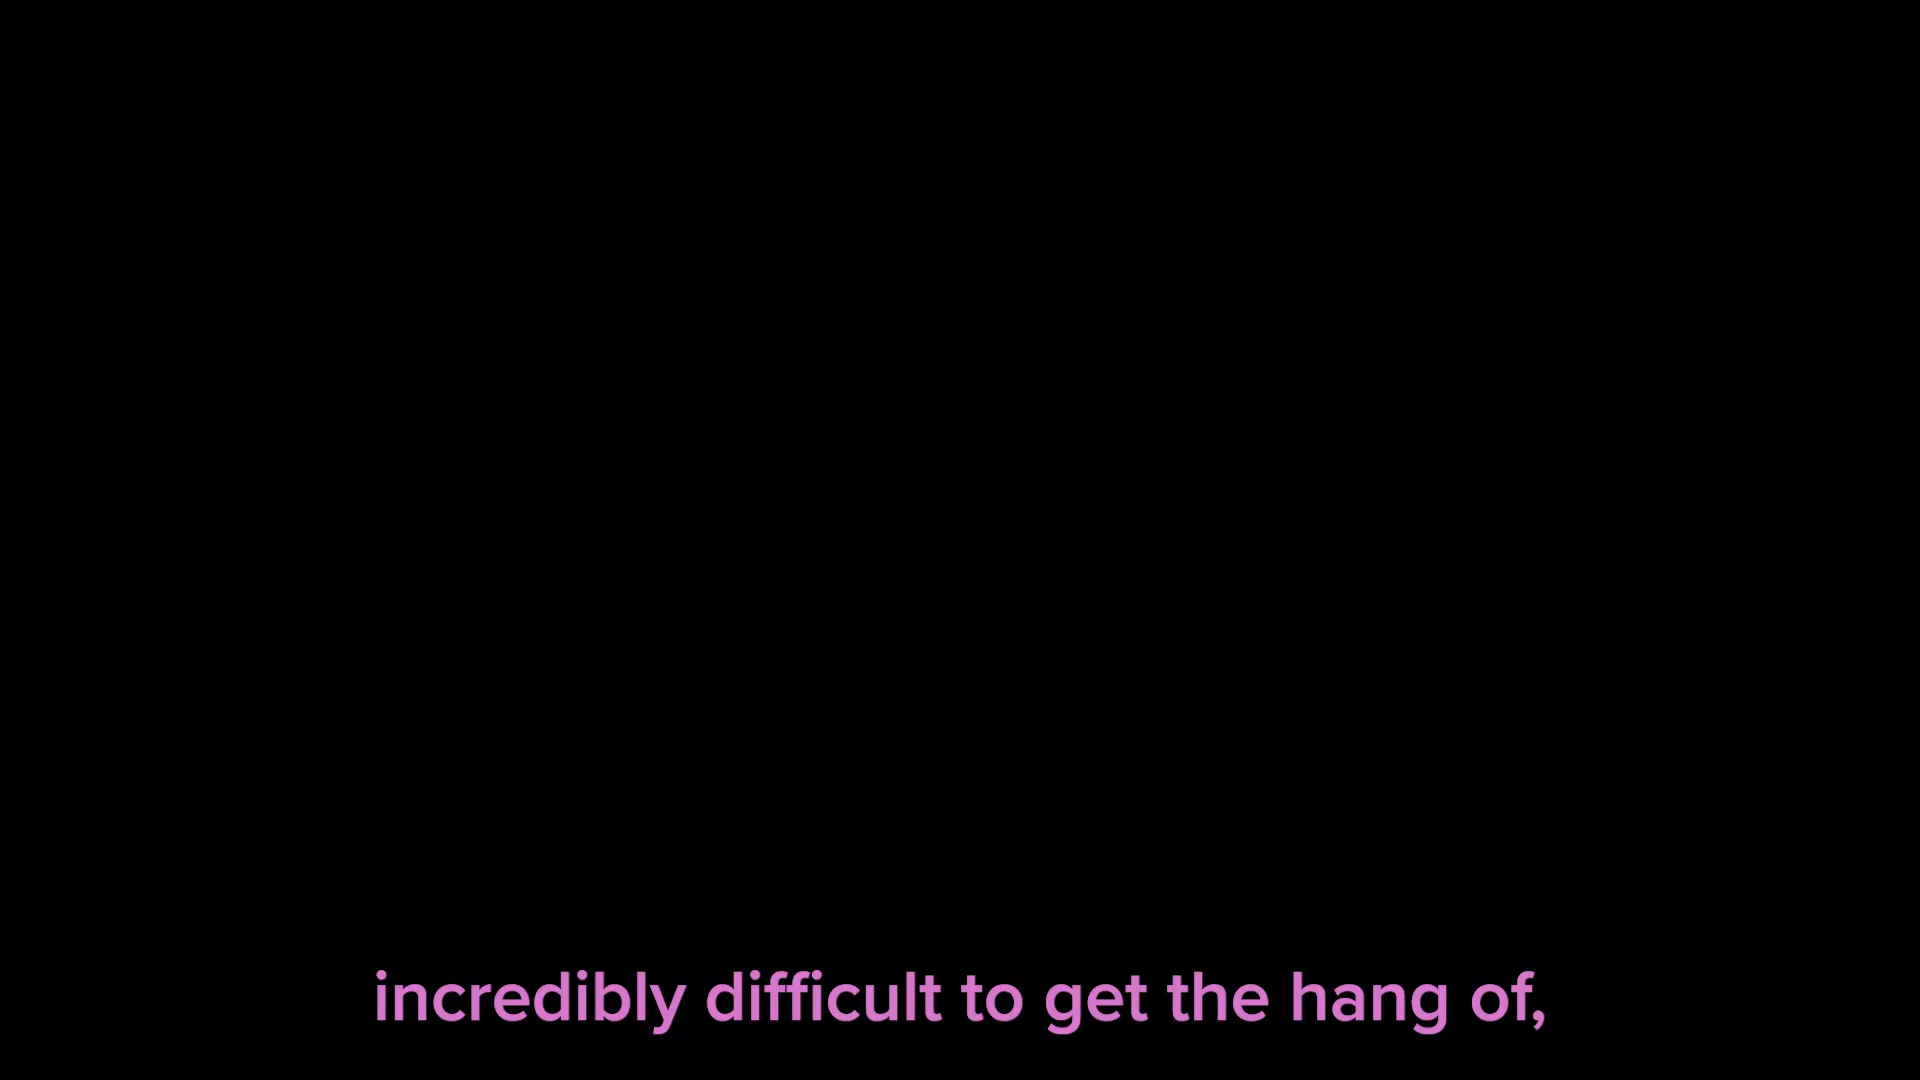 incredibly difficult to get the hang of,